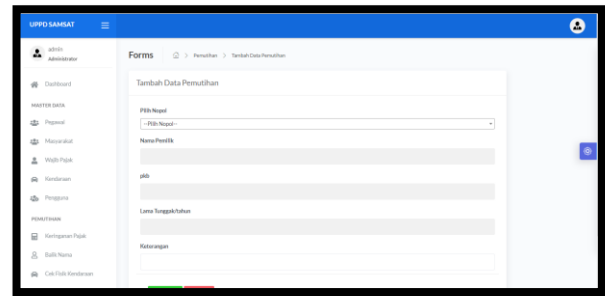 UPPD SAMSAT
admin
Administrator
Forms
Pemutihan > Tambah Data Pemutihan
Dashboard
Tambah Data Pemutihan
MASTER DATA
Pilih Nopol
Pegawai
--Pilih Nopol--
Masyarakat
Nama Pemilik
Wajib Pajak
Kendaraan
pkb
Pengguna
Lama Tunggak/tahun
PEMUTIHAN
Keringanan Pajak
Keterangan
Balik Nama
Cek Fisik Kendaraan